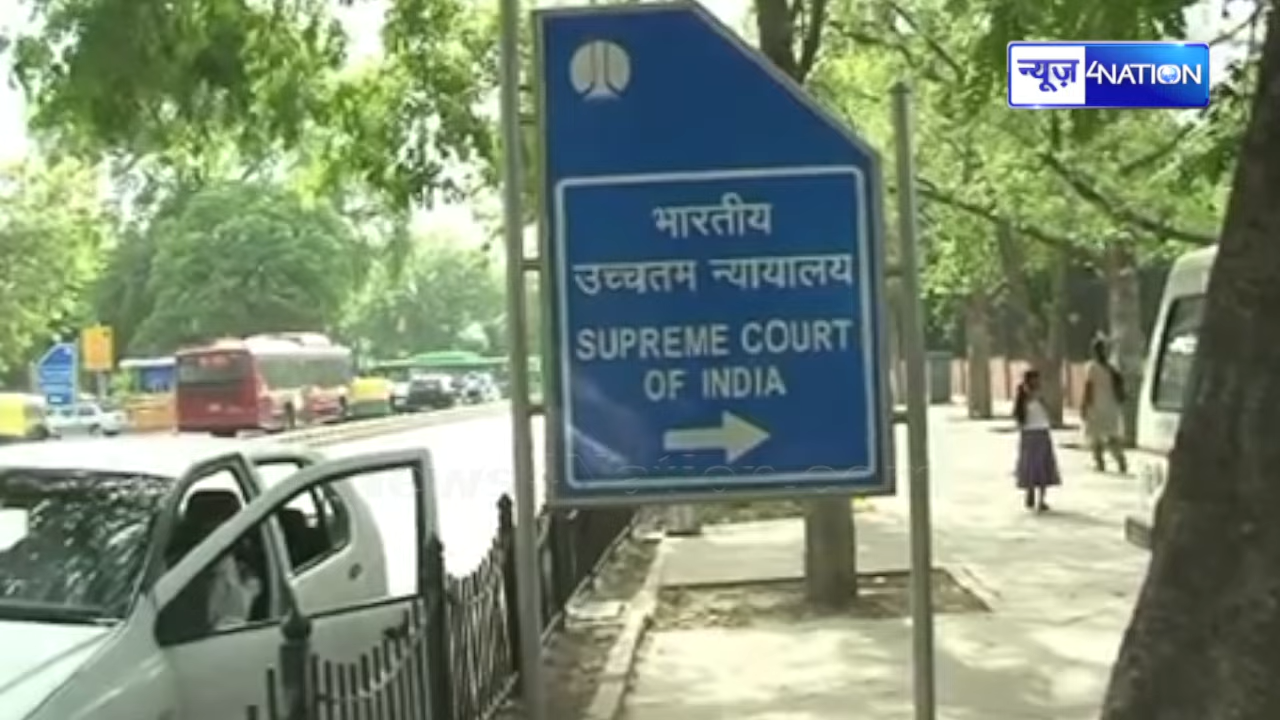 न्यूज़ 4NATION
भारतीय
उच्चतम न्यायालय
SUPREME COURT
OF INDIA